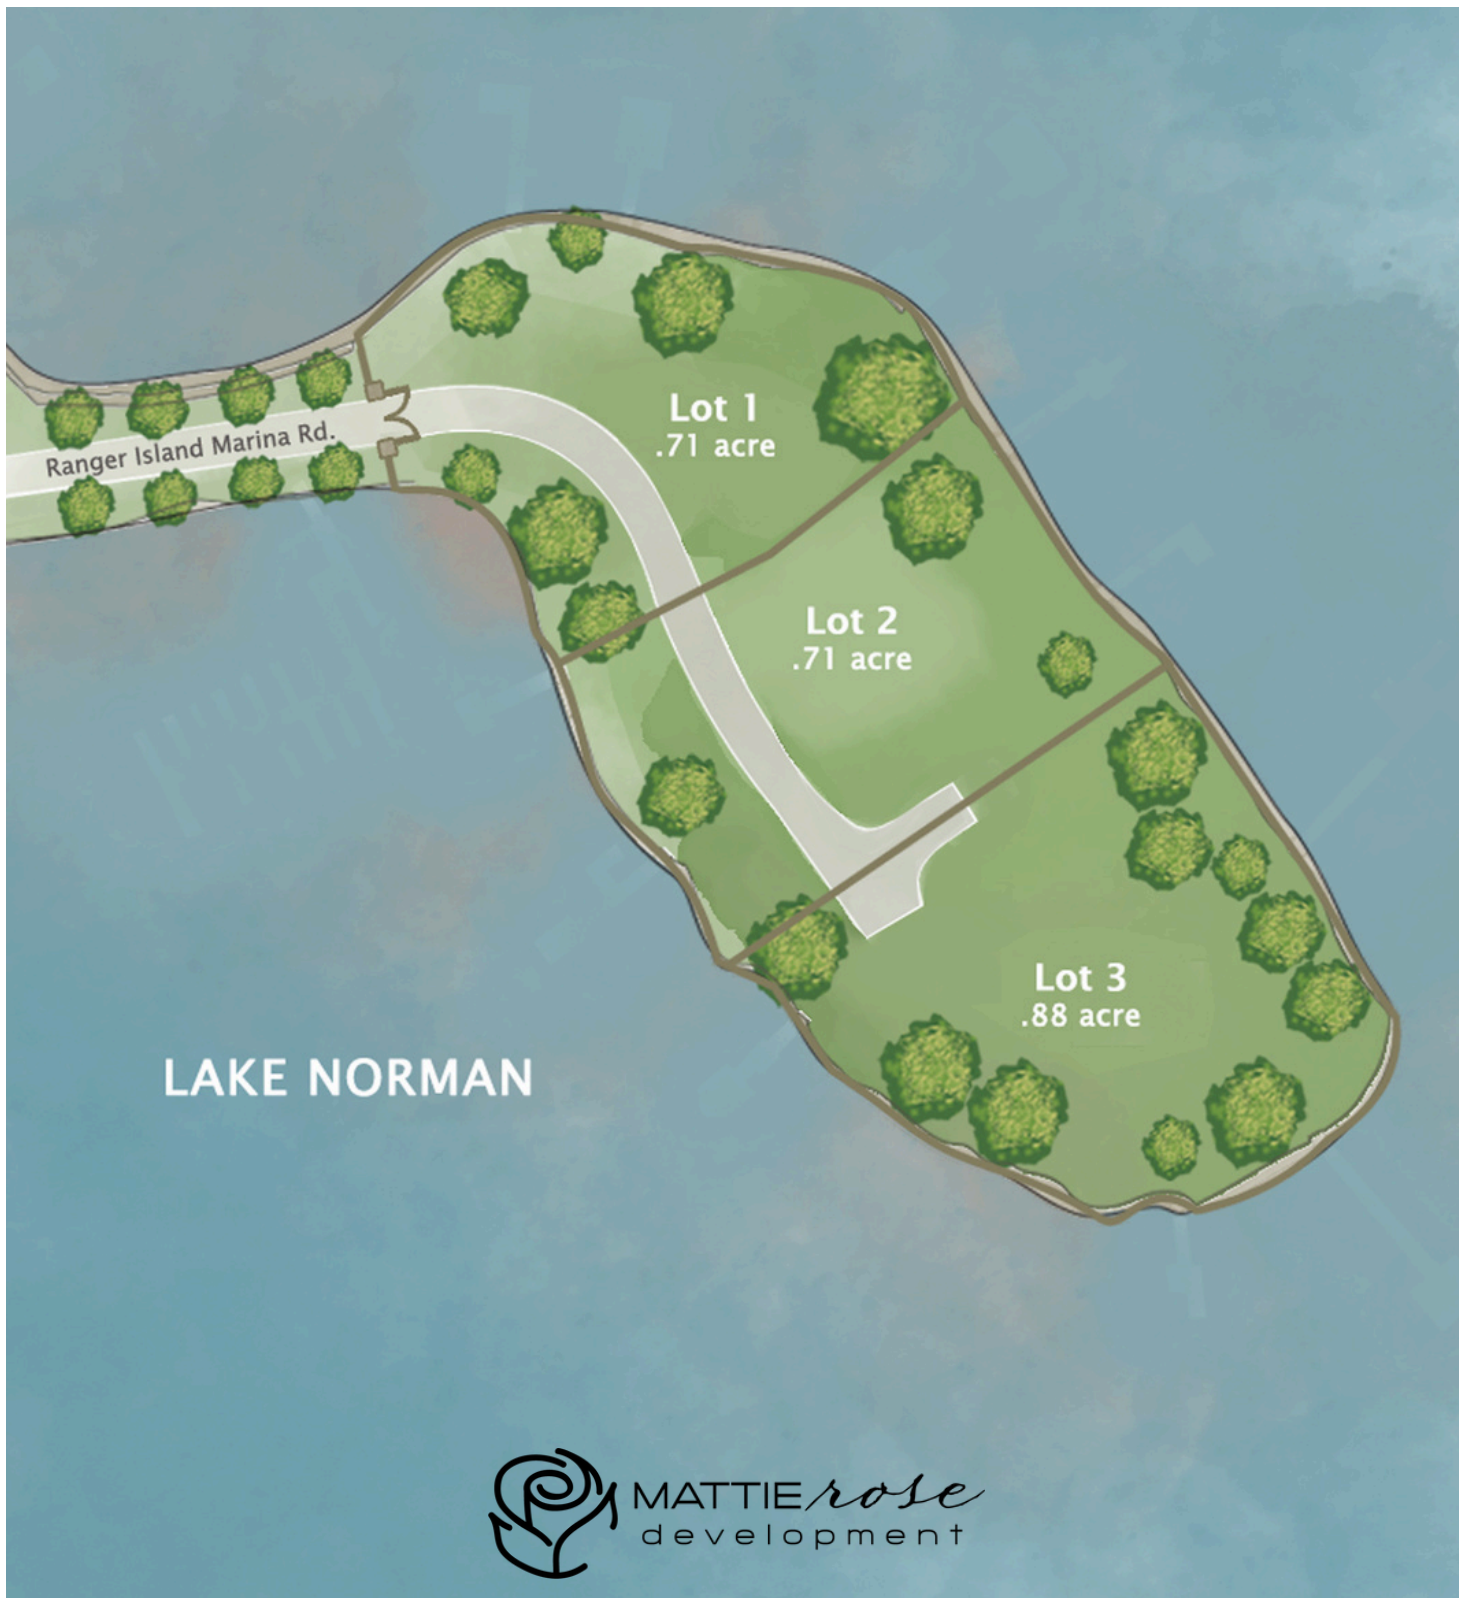 Ranger Island Marina Rd.
Lot 1
.71 acre
Lot 2
.71 acre
Lot 3
.88 acre
LAKE NORMAN
MATTIE rose
development